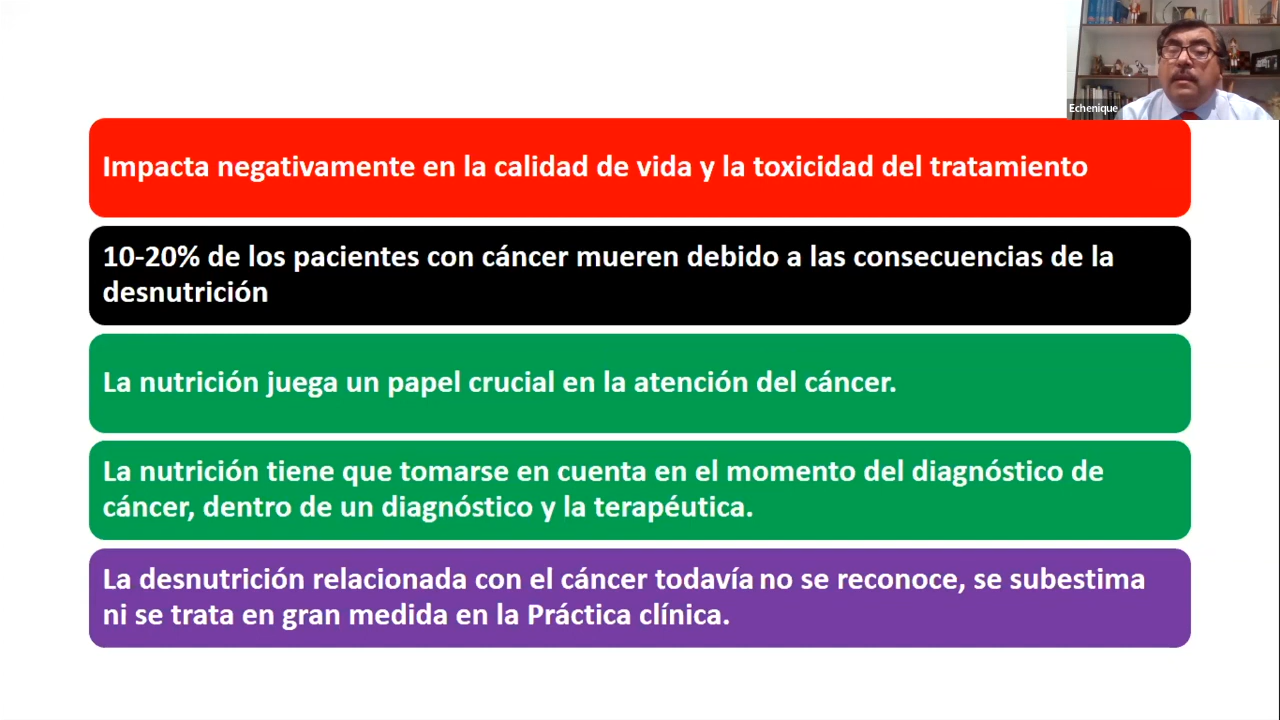 Echenique
Impacta negativamente en la calidad de vida y la toxicidad del tratamiento
10-20% de los pacientes con cáncer mueren debido a las consecuencias de la
desnutrición
La nutrición juega un papel crucial en la atención del cáncer.
La nutrición tiene que tomarse en cuenta en el momento del diagnóstico de
cáncer, dentro de un diagnóstico y la terapéutica.
La desnutrición relacionada con el cáncer todavía no se reconoce, se subestima
ni se trata en gran medida en la Práctica clínica.